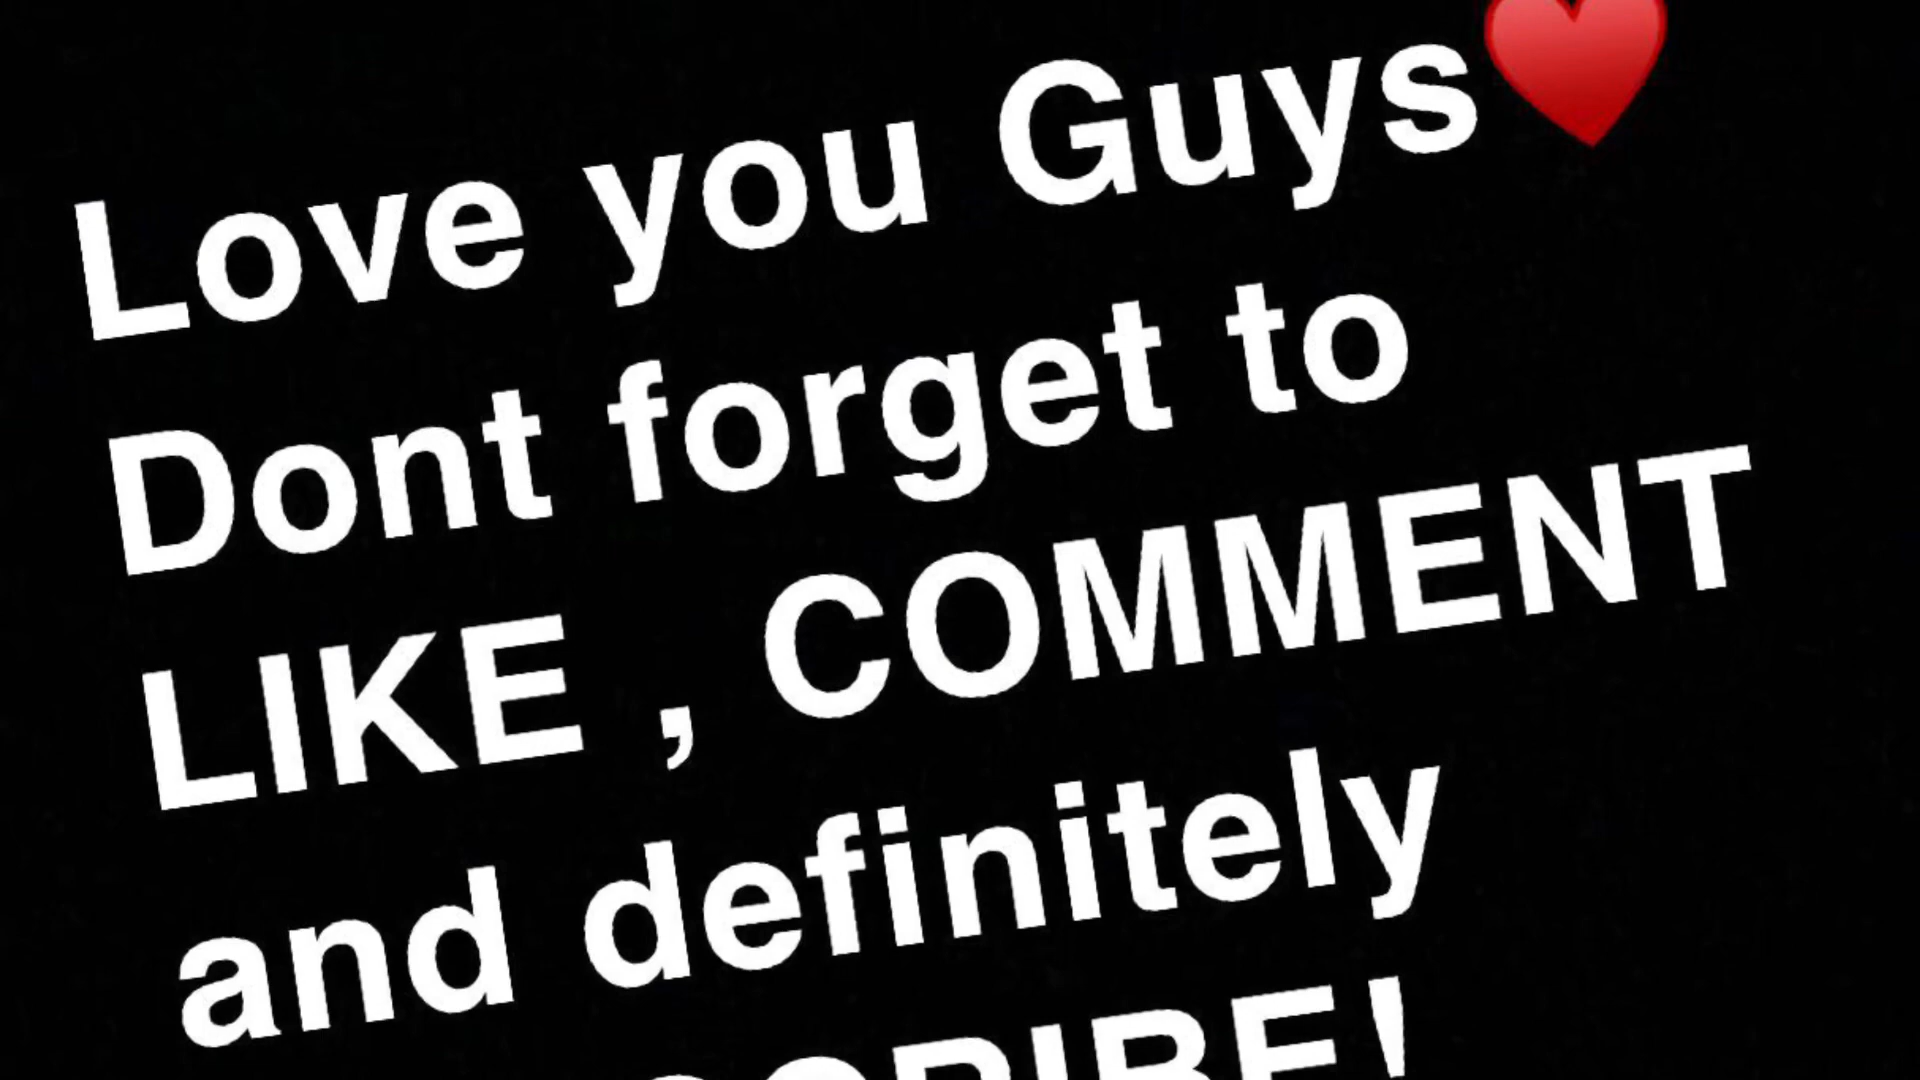 Love you Guys♥️
Dont forget to
LIKE , COMMENT
and definitely